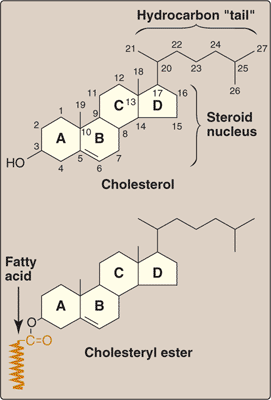 Hydrocarbon "tail"
21 22 24 27
18 20 23 25
12 26
11 13 17 16
19 C D
1 9 14 15
2 10 8
A B
3 5 7
HO 4 6
Steroid
nucleus
Cholesterol
Fatty
acid
C D
A B
O
C=O
Cholesteryl ester